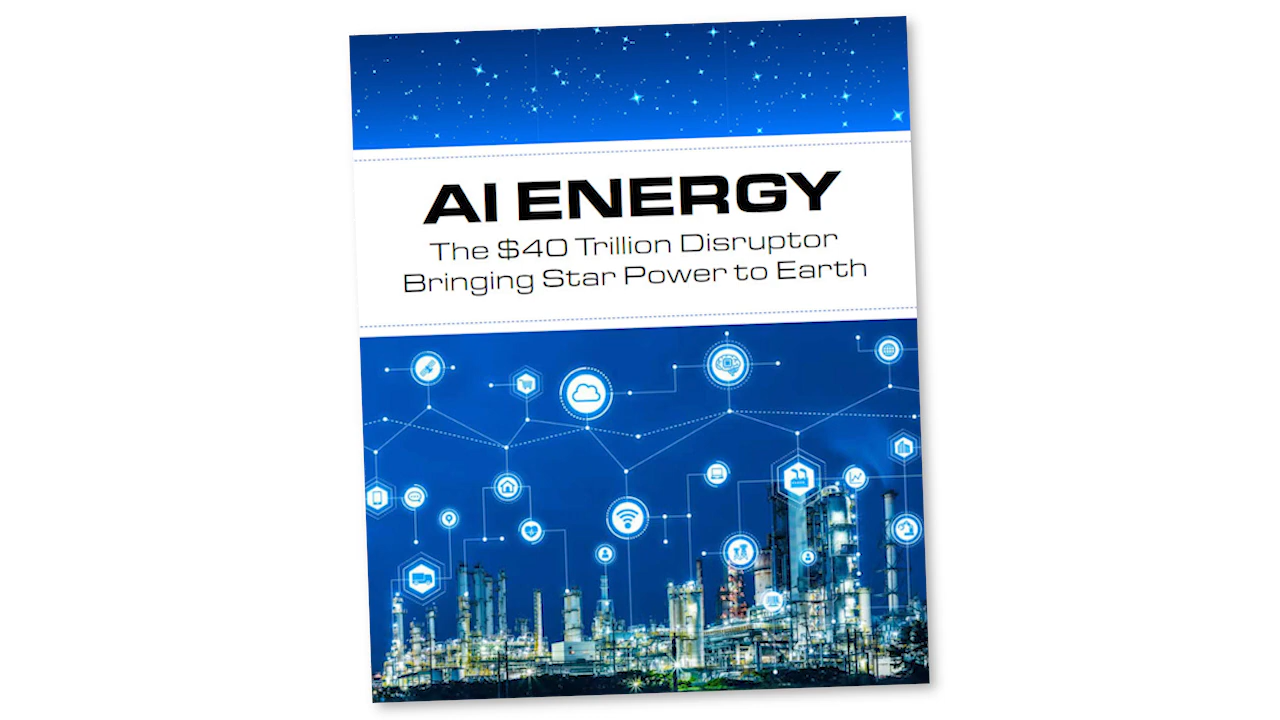 AI ENERGY
The $40 Trillion Disruptor
Bringing Star Power to Earth